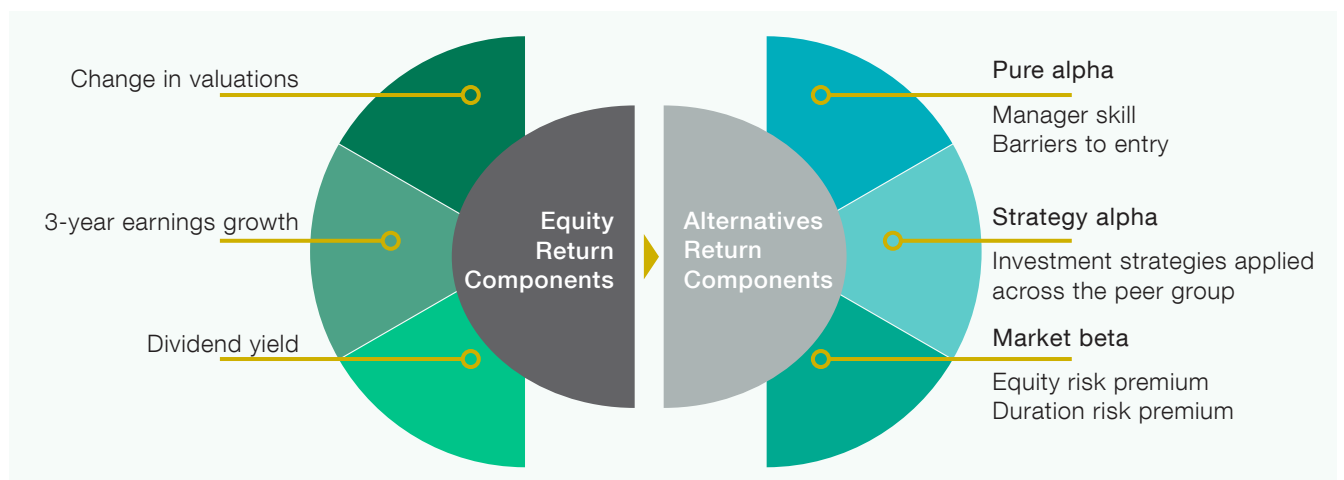 Change in valuations
3-year earnings growth
Dividend yield
Equity
Return
Components
Alternatives
Return
Components
Pure alpha
Manager skill
Barriers to entry
Strategy alpha
Investment strategies applied
across the peer group
Market beta
Equity risk premium
Duration risk premium